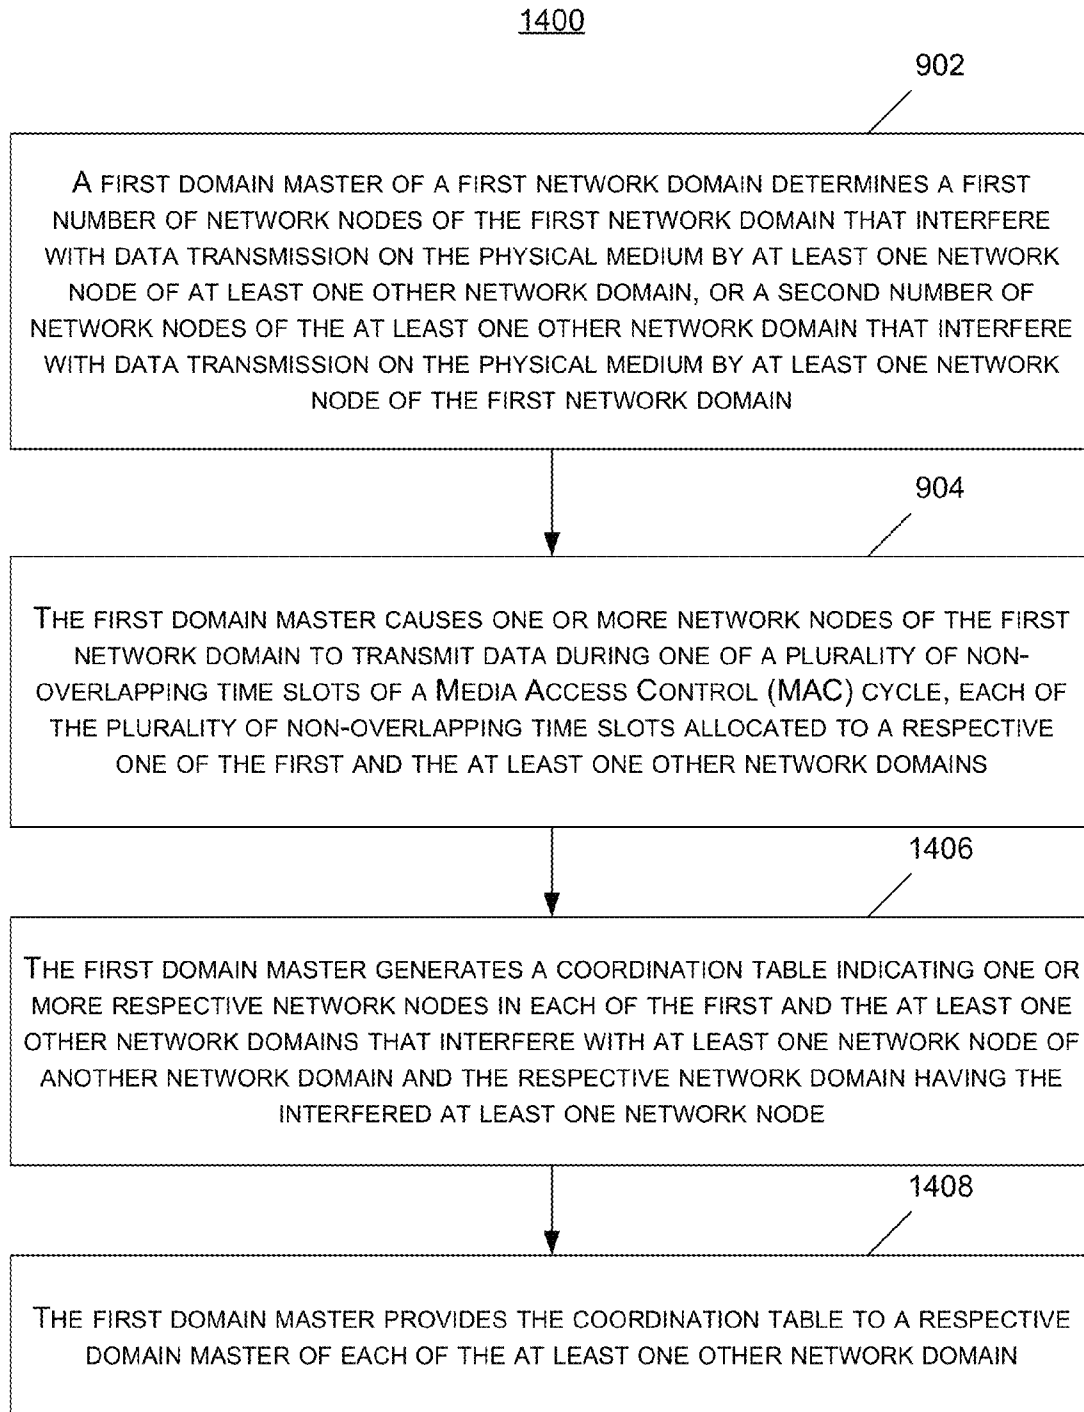 1400
902
A FIRST DOMAIN MASTER OF A FIRST NETWORK DOMAIN DETERMINES A FIRST
NUMBER OF NETWORK NODES OF THE FIRST NETWORK DOMAIN THAT INTERFERE
WITH DATA TRANSMISSION ON THE PHYSICAL MEDIUM BY AT LEAST ONE NETWORK
NODE OF AT LEAST ONE OTHER NETWORK DOMAIN, OR A SECOND NUMBER OF
NETWORK NODES OF THE AT LEAST ONE OTHER NETWORK DOMAIN THAT INTERFERE
WITH DATA TRANSMISSION ON THE PHYSICAL MEDIUM BY AT LEAST ONE NETWORK
NODE OF THE FIRST NETWORK DOMAIN
904
THE FIRST DOMAIN MASTER CAUSES ONE OR MORE NETWORK NODES OF THE FIRST
NETWORK DOMAIN TO TRANSMIT DATA DURING ONE OF A PLURALITY OF NON-
OVERLAPPING TIME SLOTS OF A MEDIA ACCESS CONTROL (MAC) CYCLE, EACH OF
THE PLURALITY OF NON-OVERLAPPING TIME SLOTS ALLOCATED TO A RESPECTIVE
ONE OF THE FIRST AND THE AT LEAST ONE OTHER NETWORK DOMAINS
1406
THE FIRST DOMAIN MASTER GENERATES A COORDINATION TABLE INDICATING ONE OR
MORE RESPECTIVE NETWORK NODES IN EACH OF THE FIRST AND THE AT LEAST ONE
OTHER NETWORK DOMAINS THAT INTERFERE WITH AT LEAST ONE NETWORK NODE OF
ANOTHER NETWORK DOMAIN AND THE RESPECTIVE NETWORK DOMAIN HAVING THE
INTERFERED AT LEAST ONE NETWORK NODE
1408
THE FIRST DOMAIN MASTER PROVIDES THE COORDINATION TABLE TO A RESPECTIVE
DOMAIN MASTER OF EACH OF THE AT LEAST ONE OTHER NETWORK DOMAIN